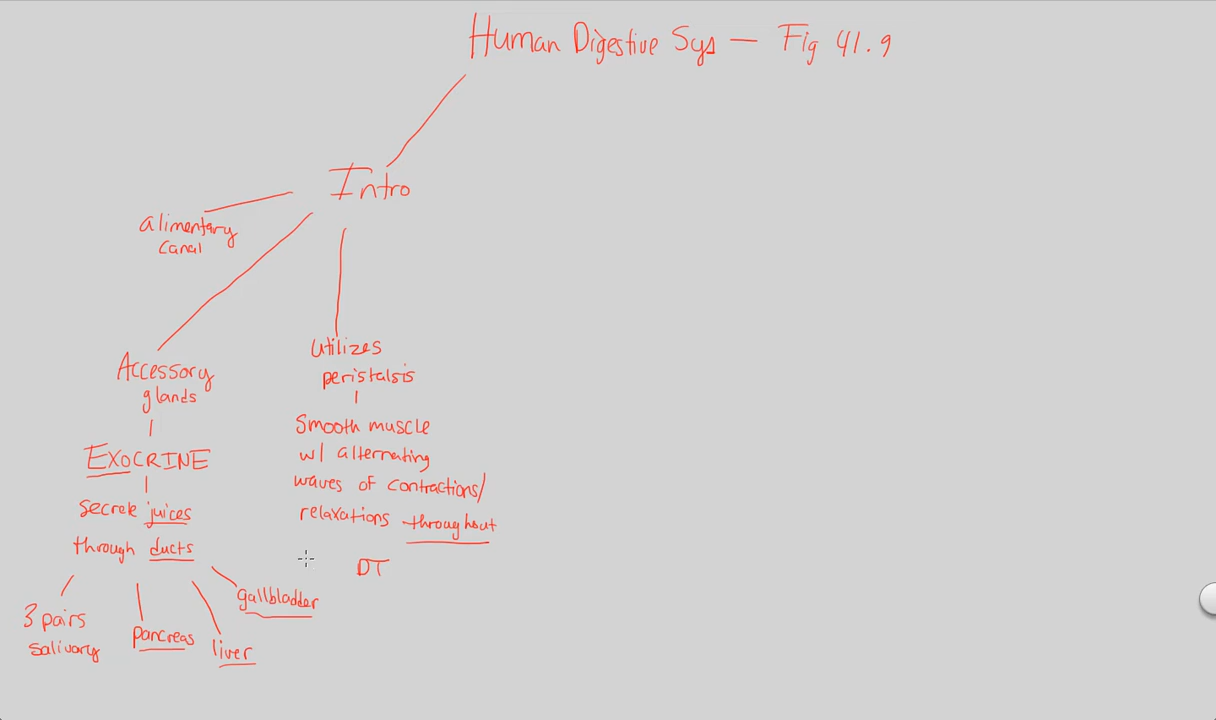 Human Digestive Sys — Fig 41.9
Intro
alimentary
canal
Accessory
glands
EXOCRINE
secrete juices
through ducts
3 pairs
salivary
pancreas
liver
gallbladder
Utilizes
peristalsis
Smooth muscle
w/ alternating
waves of contractions/
relaxations throughout
DT